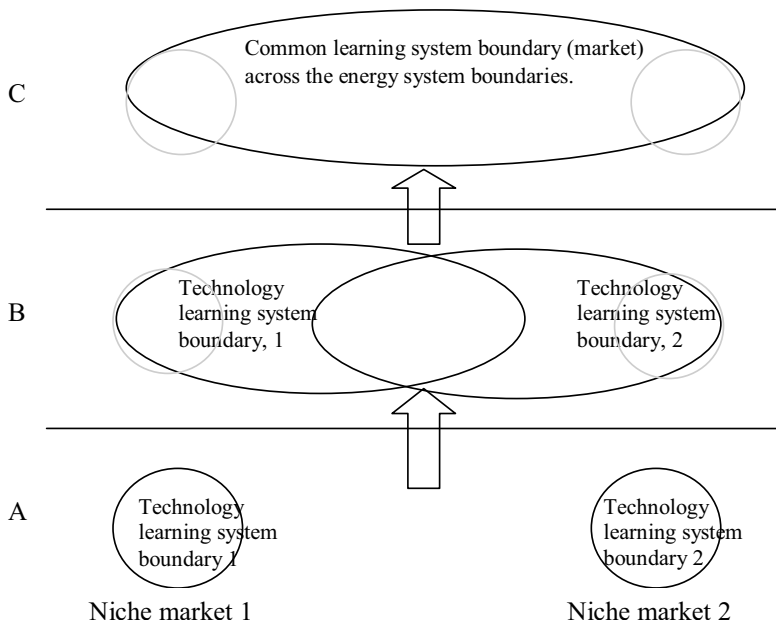 Common learning system boundary (market)
across the energy system boundaries.
C
Technology
learning system
boundary, 1
Technology
learning system
boundary, 2
B
Technology
learning system
boundary 1
Technology
learning system
boundary 2
A
Niche market 1
Niche market 2